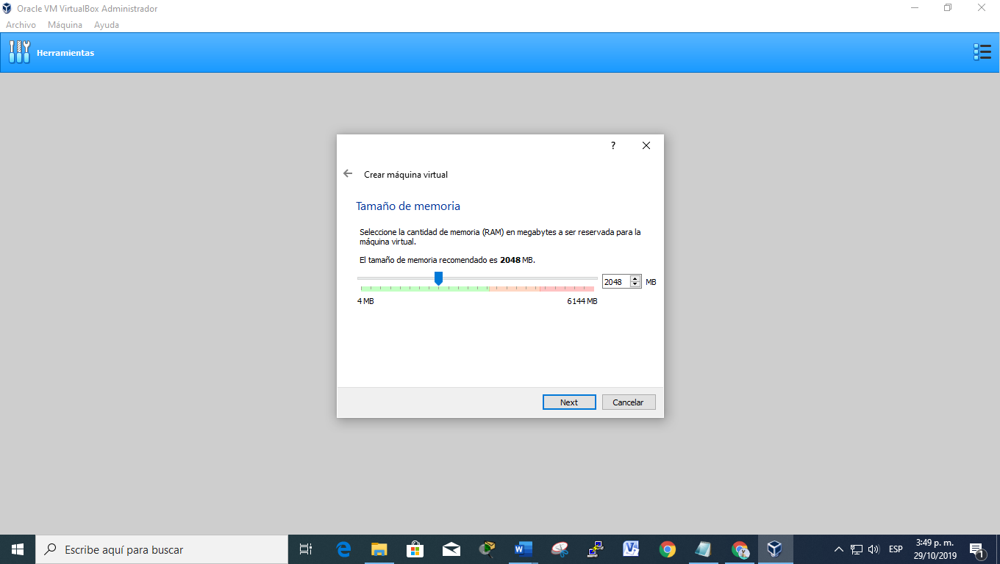 Oracle VM VirtualBox Administrador
Archivo Máquina Ayuda
Herramientas
?
Crear máquina virtual
Tamaño de memoria
Seleccione la cantidad de memoria (RAM) en megabytes a ser reservada para la
máquina virtual.
El tamaño de memoria recomendado es 2048 MB.
2048 MB
4 MB 6144 MB
Next Cancelar
Escribe aquí para buscar
ESP
3:49 p. m.
29/10/2019
1